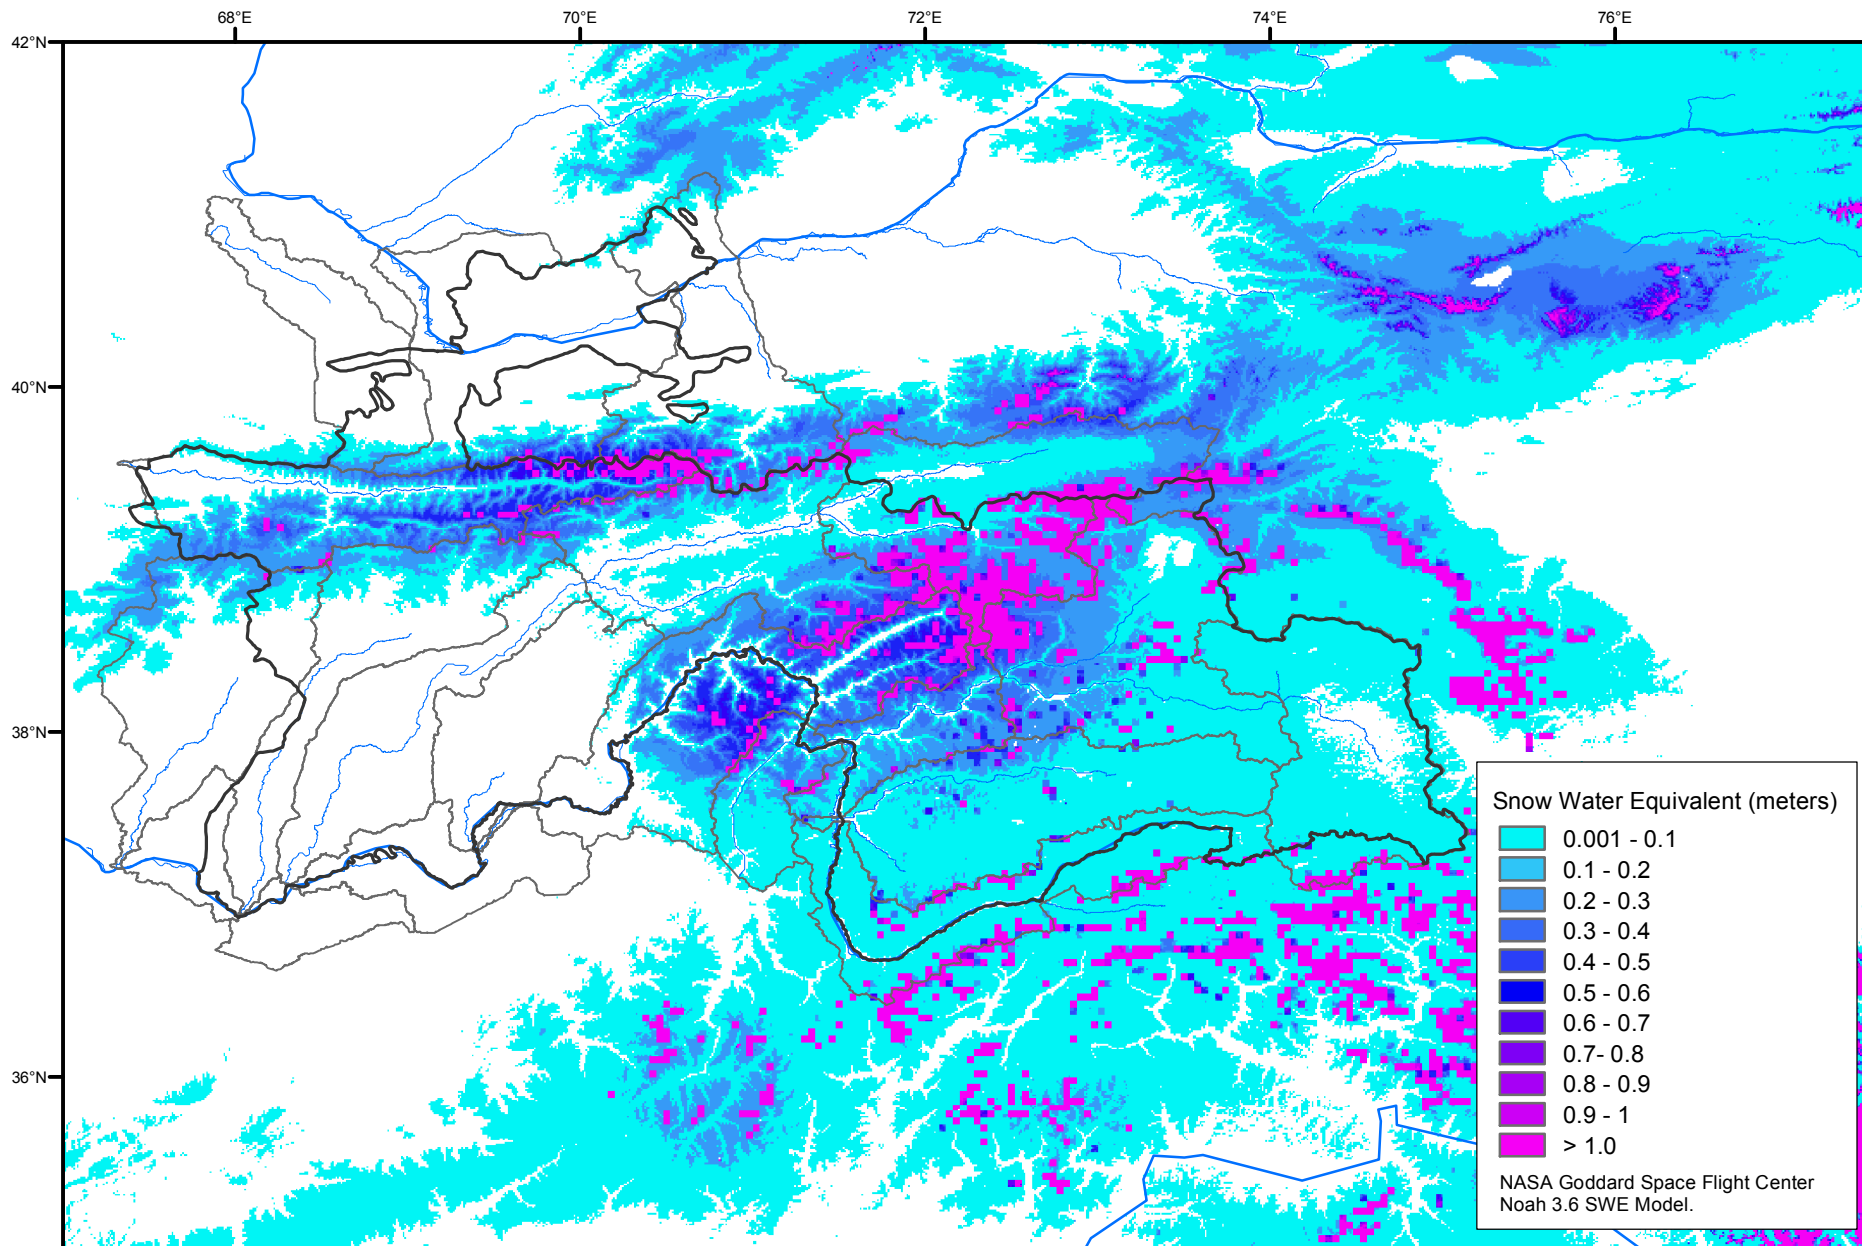 68°E 70°E 72°E 74°E 76°E
42°N
40°N
38°N
36°N
Snow Water Equivalent (meters)
0.001 - 0.1
0.1 - 0.2
0.2 - 0.3
0.3 - 0.4
0.4 - 0.5
0.5 - 0.6
0.6 - 0.7
0.7- 0.8
0.8 - 0.9
0.9 - 1
> 1.0
NASA Goddard Space Flight Center
Noah 3.6 SWE Model.